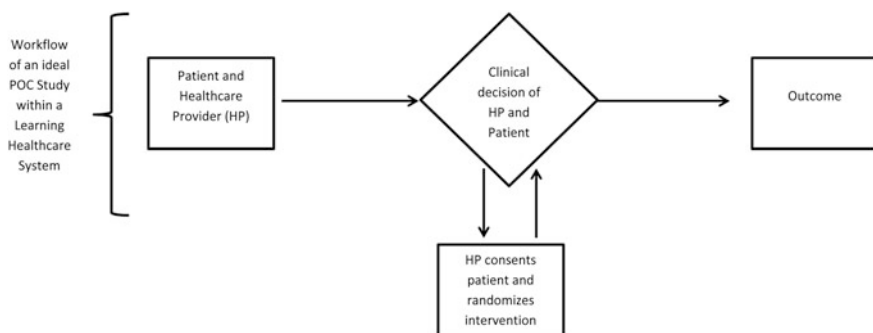 Workflow
of an ideal
POC Study
within a
Learning
Healthcare
System
Patient and
Healthcare
Provider (HP)
Clinical
decision of
HP and
Patient
Outcome
HP consents
patient and
randomizes
intervention